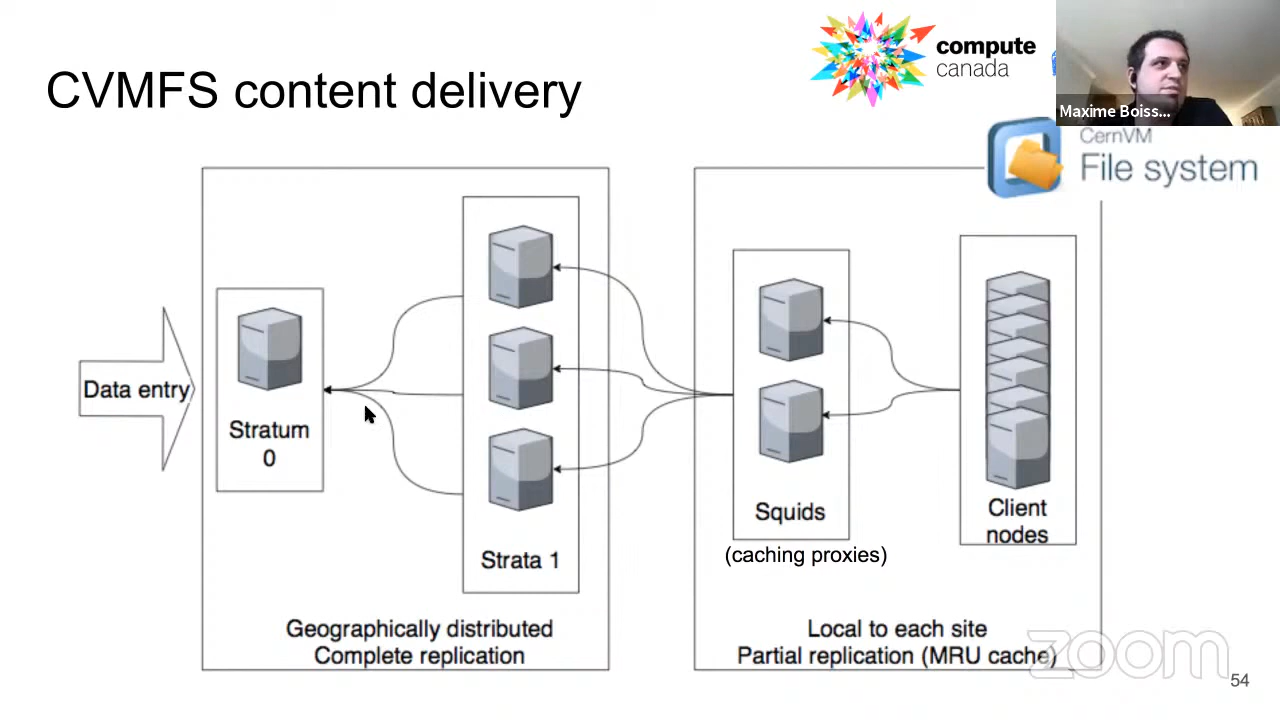 CVMFS content delivery
compute
canada
Maxime Boiss...
CernVM
File system
Data entry
Stratum
0
Strata 1
Geographically distributed
Complete replication
Squids
(caching proxies)
Client
nodes
Local to each site
Partial replication (MRU cache)
zoom
54